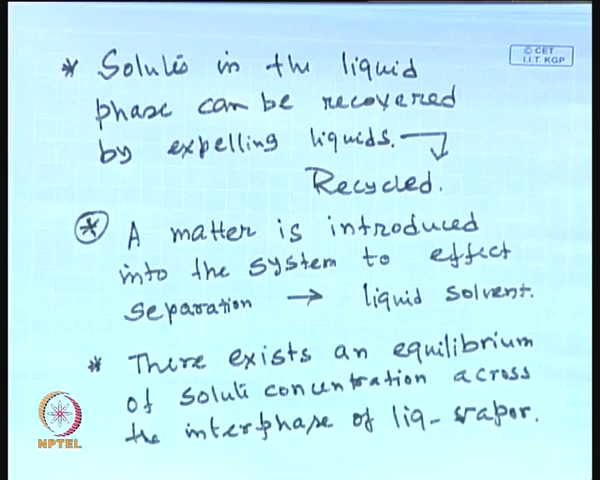 © CET
I.I.T. KGP
* Solute in the liquid
phase can be recovered
by expelling liquids.
Recycled.
* A matter is introduced
into the system to effect
separation → liquid solvent.
* There exists an equilibrium
of solute concentration across
the interphase of liq-vapor.
NPTEL